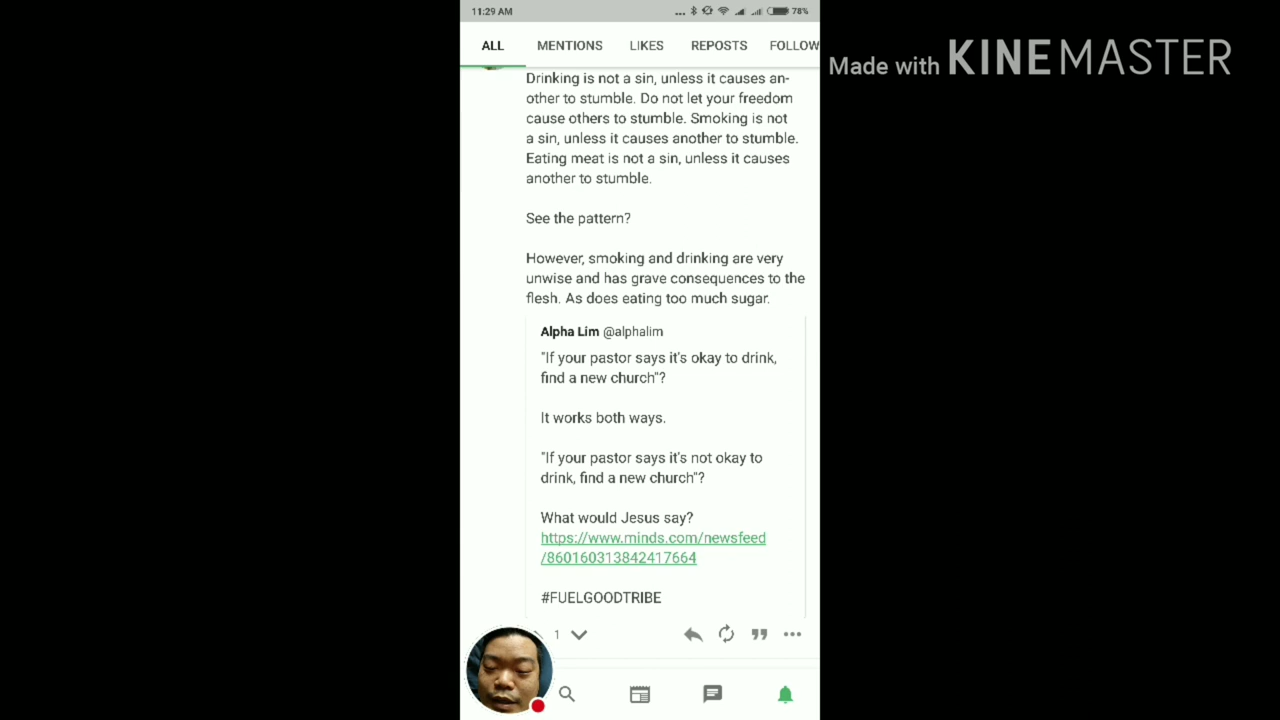 11:29 AM
78%
ALL MENTIONS LIKES REPOSTS FOLLOW
Made with KINEMASTER
Drinking is not a sin, unless it causes an-
other to stumble. Do not let your freedom
cause others to stumble. Smoking is not
a sin, unless it causes another to stumble.
Eating meat is not a sin, unless it causes
another to stumble.
See the pattern?
However, smoking and drinking are very
unwise and has grave consequences to the
flesh. As does eating too much sugar.
Alpha Lim @alphalim
"If your pastor says it's okay to drink,
find a new church"?
It works both ways.
"If your pastor says it's not okay to
drink, find a new church"?
What would Jesus say?
https://www.minds.com/newsfeed
/860160313842417664
#FUELGOODTRIBE
1